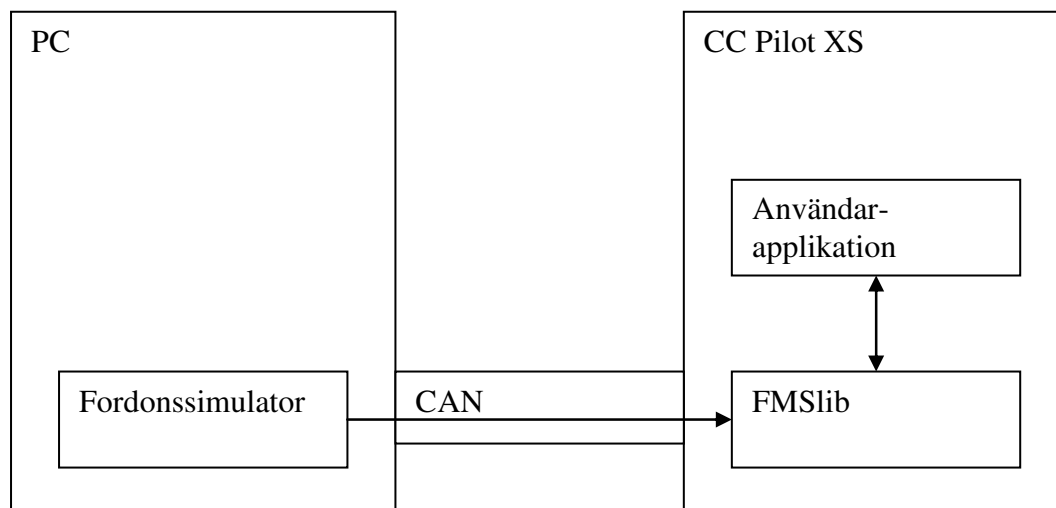 PC
CC Pilot XS
Användar-
applikation
Fordonssimulator
CAN
FMSlib